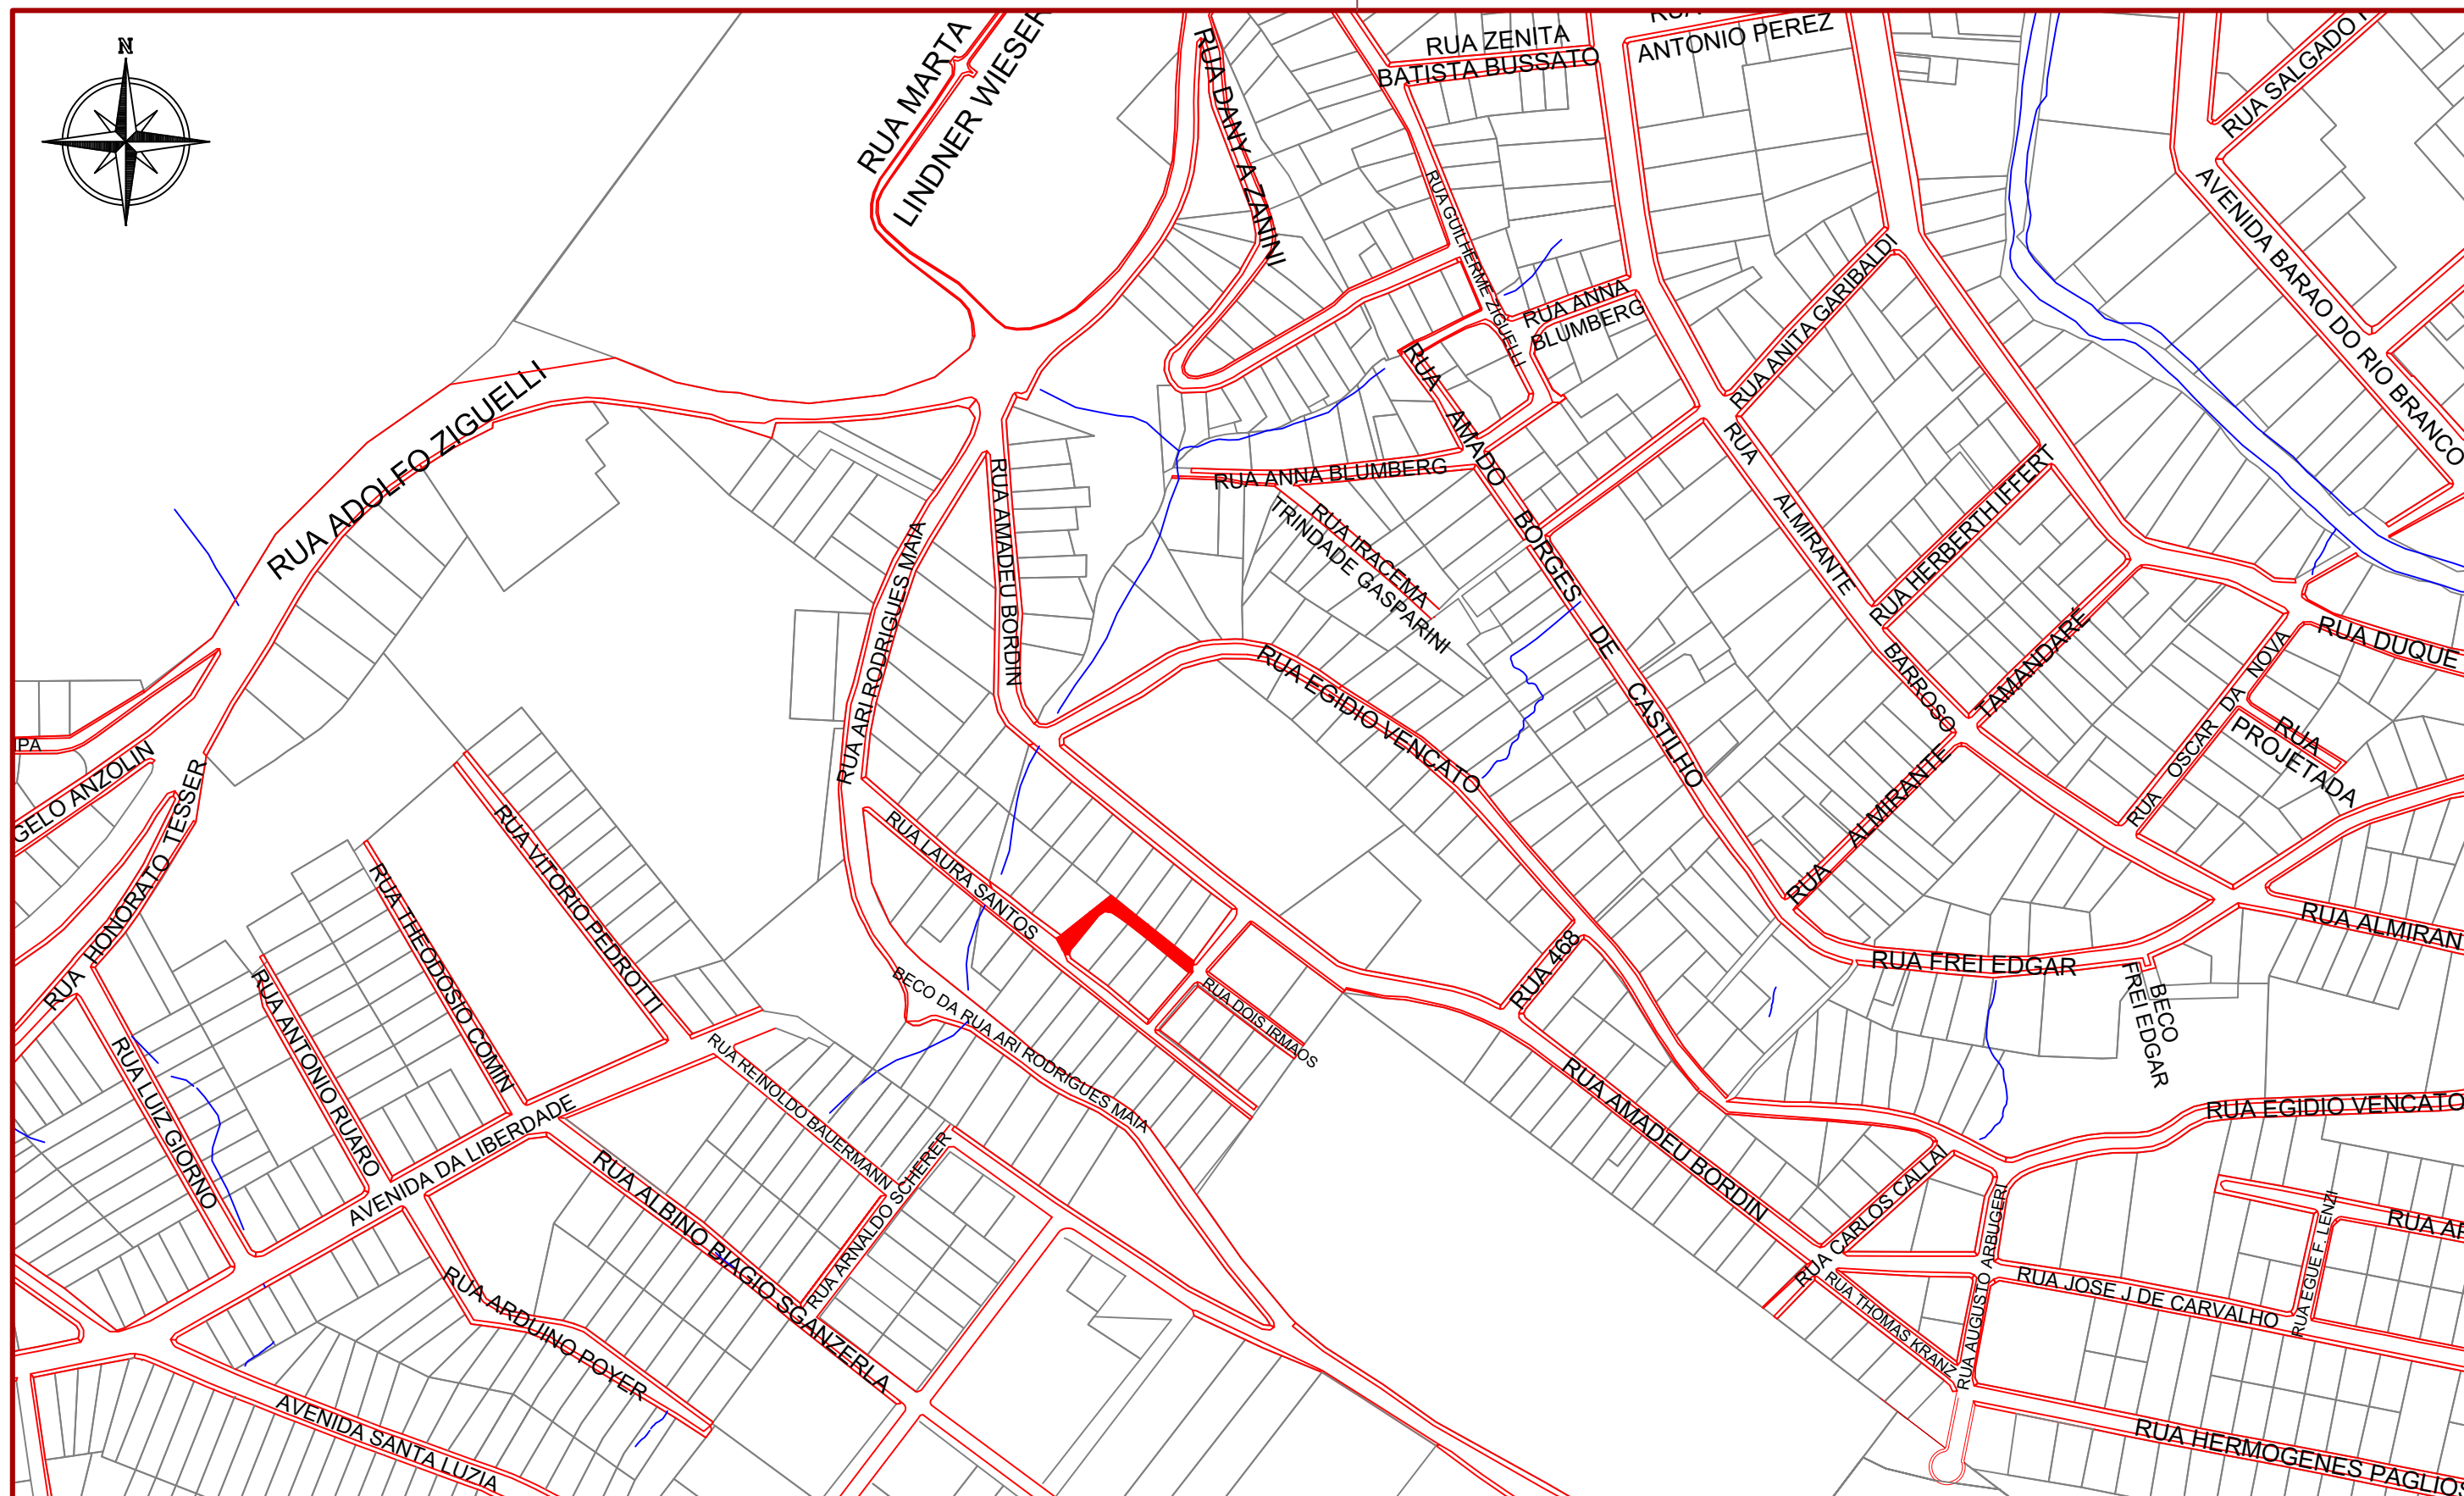 N
RUA MARTA
LINDNER WIESER
RUA DANY A ZANINI
RUA ZENITA
BATISTA BUSSATO
RUA
ANTONIO PEREZ
RUA SALGADO
AVENIDA BARAO DO RIO BRANCO
RUA GUILHERME ZIGUELLI
RUA ANNA
BLUMBERG
RUA ANITA GARIBALDI
RUA ADOLFO ZIGUELLI
RUA AMADO BORGES DE CASTILHO
RUA ANNA BLUMBERG
RUA IRACEMA
TRINDADE GASPARINI
RUA ALMIRANTE BARROSO
RUA HERBERTH IFFERT
RUA ARI RODRIGUES MAIA
RUA AMADEU BORDIN
RUA EGIDIO VENCATO
RUA ALMIRANTE TAMANDARÉ
RUA OSCAR DA NOVA
RUA DUQUE
RUA
PROJETADA
IPA
GELO ANZOLIN
RUA HONORATO TESSER
RUA VITORIO PEDROTTI
RUA THEODOSIO COMIN
RUA LAURA SANTOS
RUA ANTONIO RUARO
RUA LUIZ GIORNO
BECO DA RUA ARI RODRIGUES MAIA
RUA DOIS IRMAOS
RUA 468
RUA FREI EDGAR
BECO
FREI EDGAR
RUA ALMIRAN
RUA REINOLDO BAUERMANN
AVENIDA DA LIBERDADE
RUA AMADEU BORDIN
RUA EGIDIO VENCATO
RUA ALBINO BIAGIO SGANZERLA
RUA ARNALDO SCHERER
RUA CARLOS CALLAI
RUA AUGUSTO ARBUGERI
RUA THOMAS KRANZ
RUA JOSE J DE CARVALHO
RUA EGUE F. LENZI
RUA AR
RUA ARDUINO POYER
AVENIDA SANTA LUZIA
RUA HERMOGENES PAGLIOS